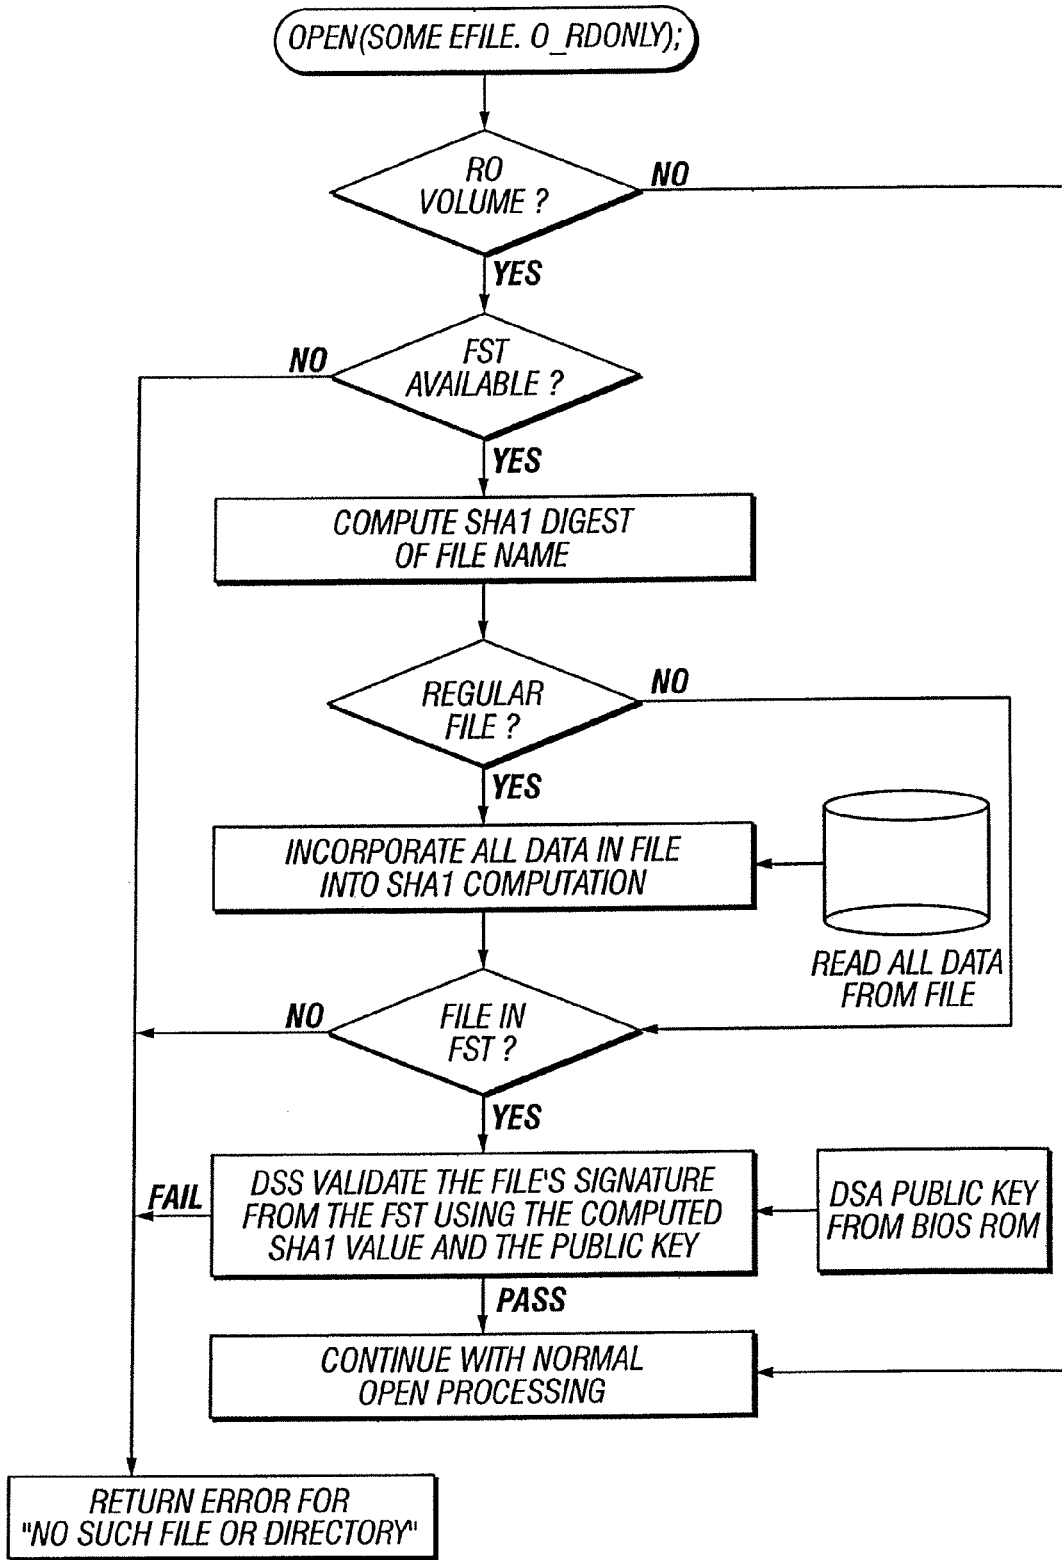 OPEN(SOME EFILE. O_RDONLY);
RO
VOLUME ?
NO
YES
NO
FST
AVAILABLE ?
YES
COMPUTE SHA1 DIGEST
OF FILE NAME
REGULAR
FILE ?
NO
YES
INCORPORATE ALL DATA IN FILE
INTO SHA1 COMPUTATION
READ ALL DATA
FROM FILE
NO
FILE IN
FST ?
YES
FAIL
DSS VALIDATE THE FILE'S SIGNATURE
FROM THE FST USING THE COMPUTED
SHA1 VALUE AND THE PUBLIC KEY
DSA PUBLIC KEY
FROM BIOS ROM
PASS
CONTINUE WITH NORMAL
OPEN PROCESSING
RETURN ERROR FOR
"NO SUCH FILE OR DIRECTORY"